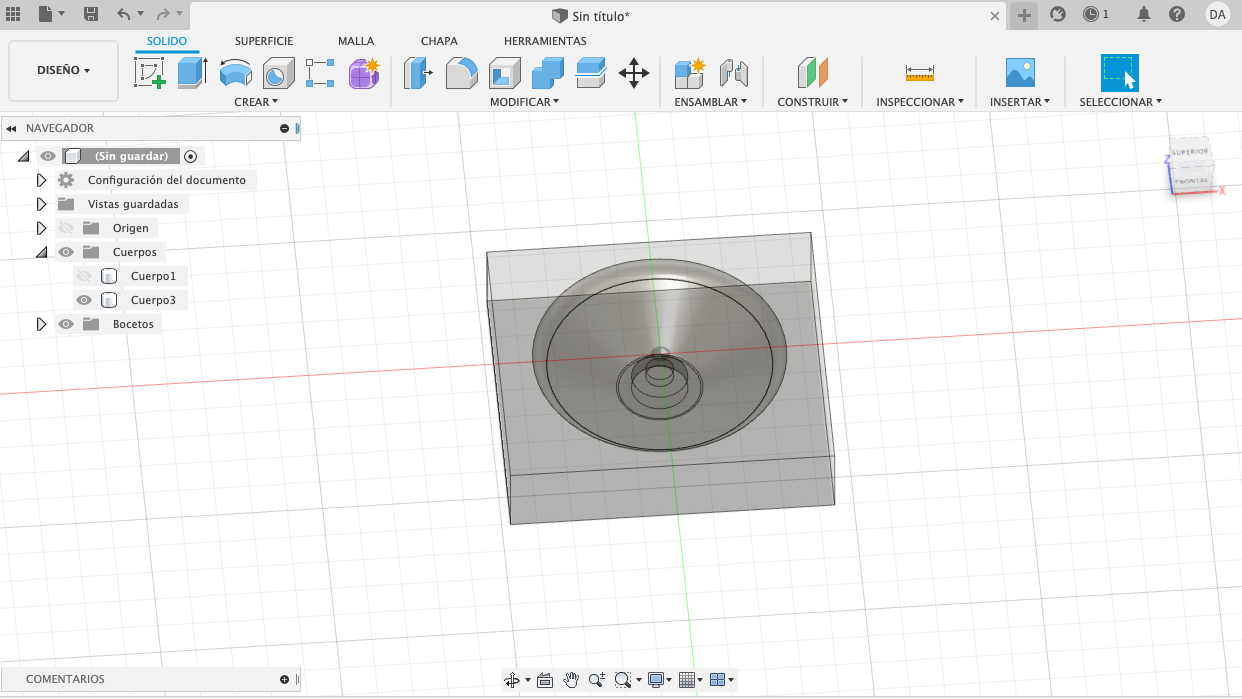 Sin título*
1
DA
DISEÑO
SOLIDO SUPERFICIE MALLA CHAPA HERRAMIENTAS
CREAR MODIFICAR ENSAMBLAR CONSTRUIR INSPECCIONAR INSERTAR SELECCIONAR
NAVEGADOR
(Sin guardar)
Configuración del documento
Vistas guardadas
Origen
Cuerpos
Cuerpo1
Cuerpo3
Bocetos
SUPERIOR
Z
FRONTAL
X
COMENTARIOS